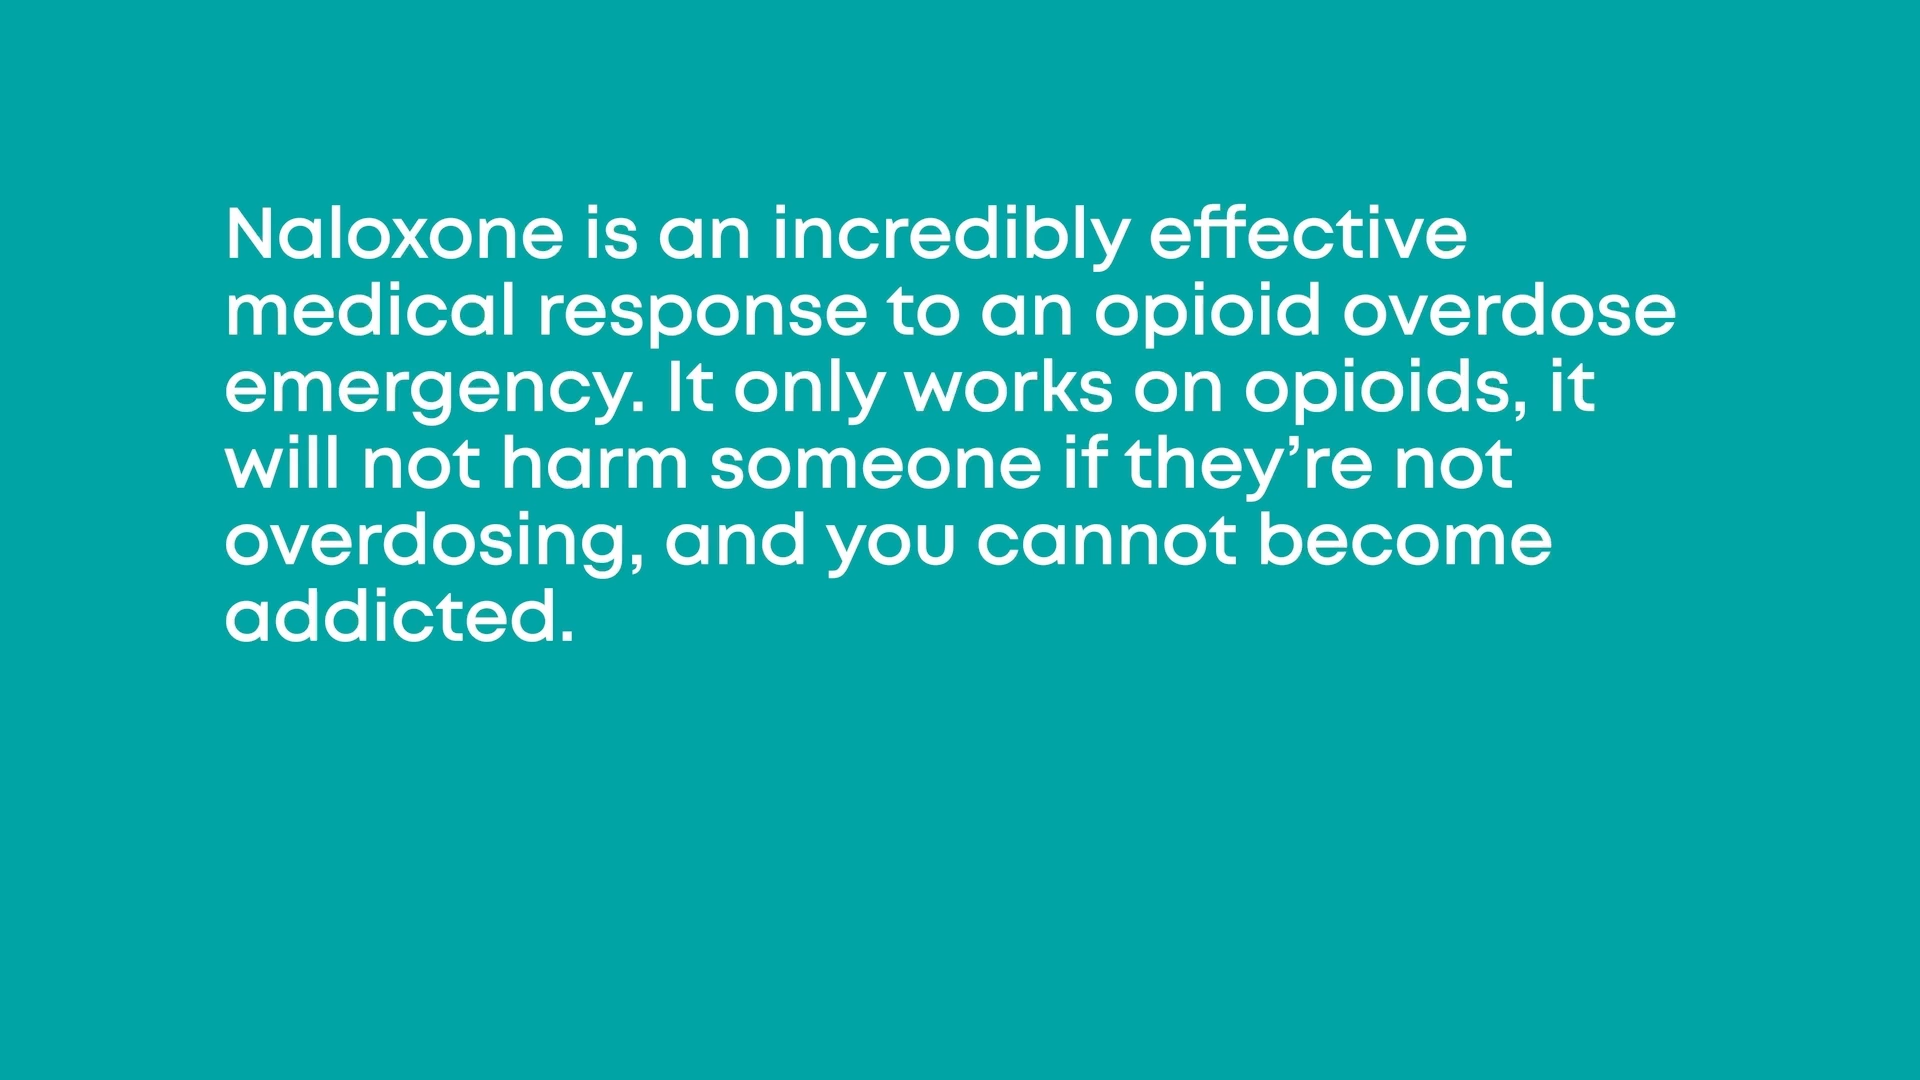 Naloxone is an incredibly effective
medical response to an opioid overdose
emergency. It only works on opioids, it
will not harm someone if they’re not
overdosing, and you cannot become
addicted.